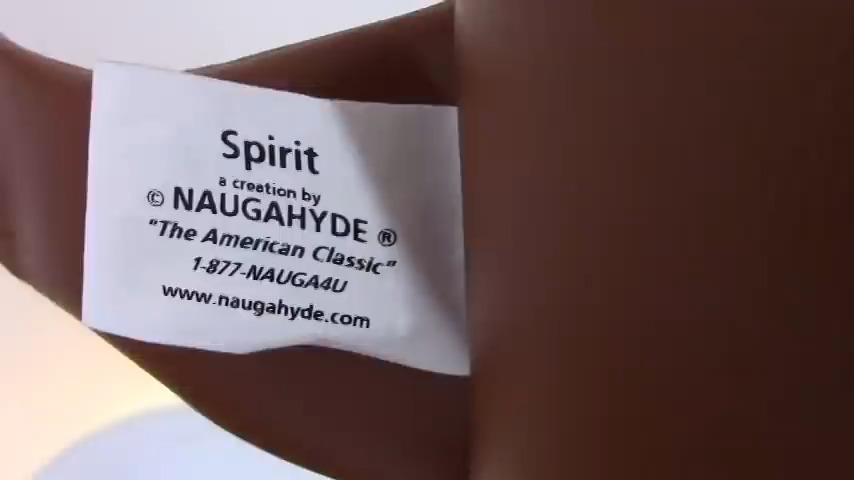 Spirit
a creation by
© NAUGAHYDE ®
"The American Classic"
1-877-NAUGA4U
www.naugahyde.com